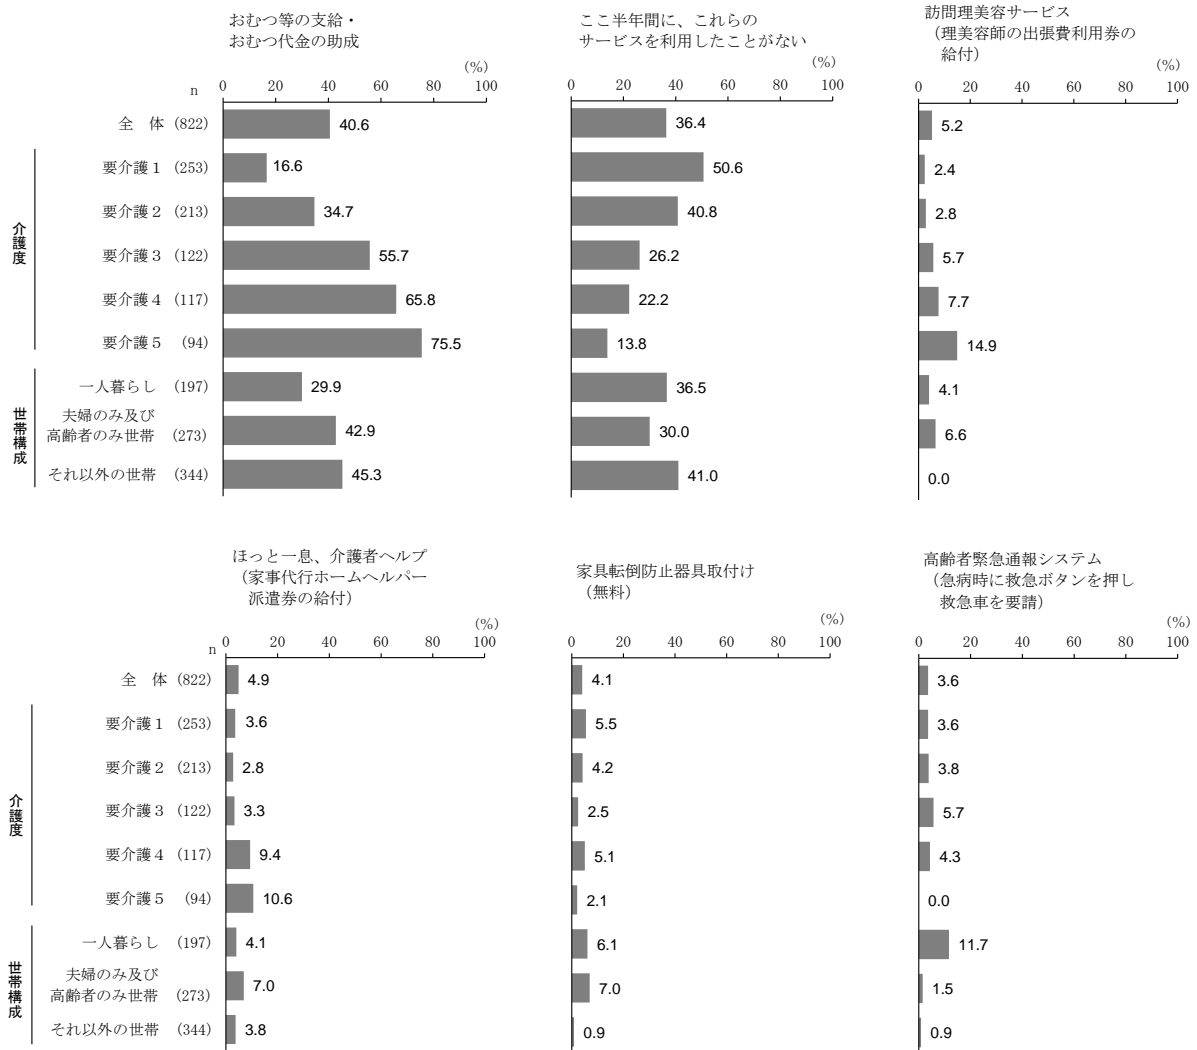 おむつ等の支給・
おむつ代金の助成
ここ半年間に、これらの
サービスを利用したことがない
訪問理美容サービス
（理美容師の出張費利用券の
給付）
(%) (%) (%)
n 0 20 40 60 80 100 0 20 40 60 80 100 0 20 40 60 80 100
全 体 (822) 40.6 36.4 5.2
介護度
要介護１ (253) 16.6 50.6 2.4
要介護２ (213) 34.7 40.8 2.8
要介護３ (122) 55.7 26.2 5.7
要介護４ (117) 65.8 22.2 7.7
要介護５ (94) 75.5 13.8 14.9
世帯構成
一人暮らし (197) 29.9 36.5 4.1
夫婦のみ及び
高齢者のみ世帯 (273) 42.9 30.0 6.6
それ以外の世帯 (344) 45.3 41.0 0.0
ほっと一息、介護者ヘルプ
（家事代行ホームヘルパー
派遣券の給付）
家具転倒防止器具取付け
（無料）
高齢者緊急通報システム
（急病時に救急ボタンを押し
救急車を要請）
(%) (%) (%)
n 0 20 40 60 80 100 0 20 40 60 80 100 0 20 40 60 80 100
全 体 (822) 4.9 4.1 3.6
介護度
要介護１ (253) 3.6 5.5 3.6
要介護２ (213) 2.8 4.2 3.8
要介護３ (122) 3.3 2.5 5.7
要介護４ (117) 9.4 5.1 4.3
要介護５ (94) 10.6 2.1 0.0
世帯構成
一人暮らし (197) 4.1 6.1 11.7
夫婦のみ及び
高齢者のみ世帯 (273) 7.0 7.0 1.5
それ以外の世帯 (344) 3.8 0.9 0.9